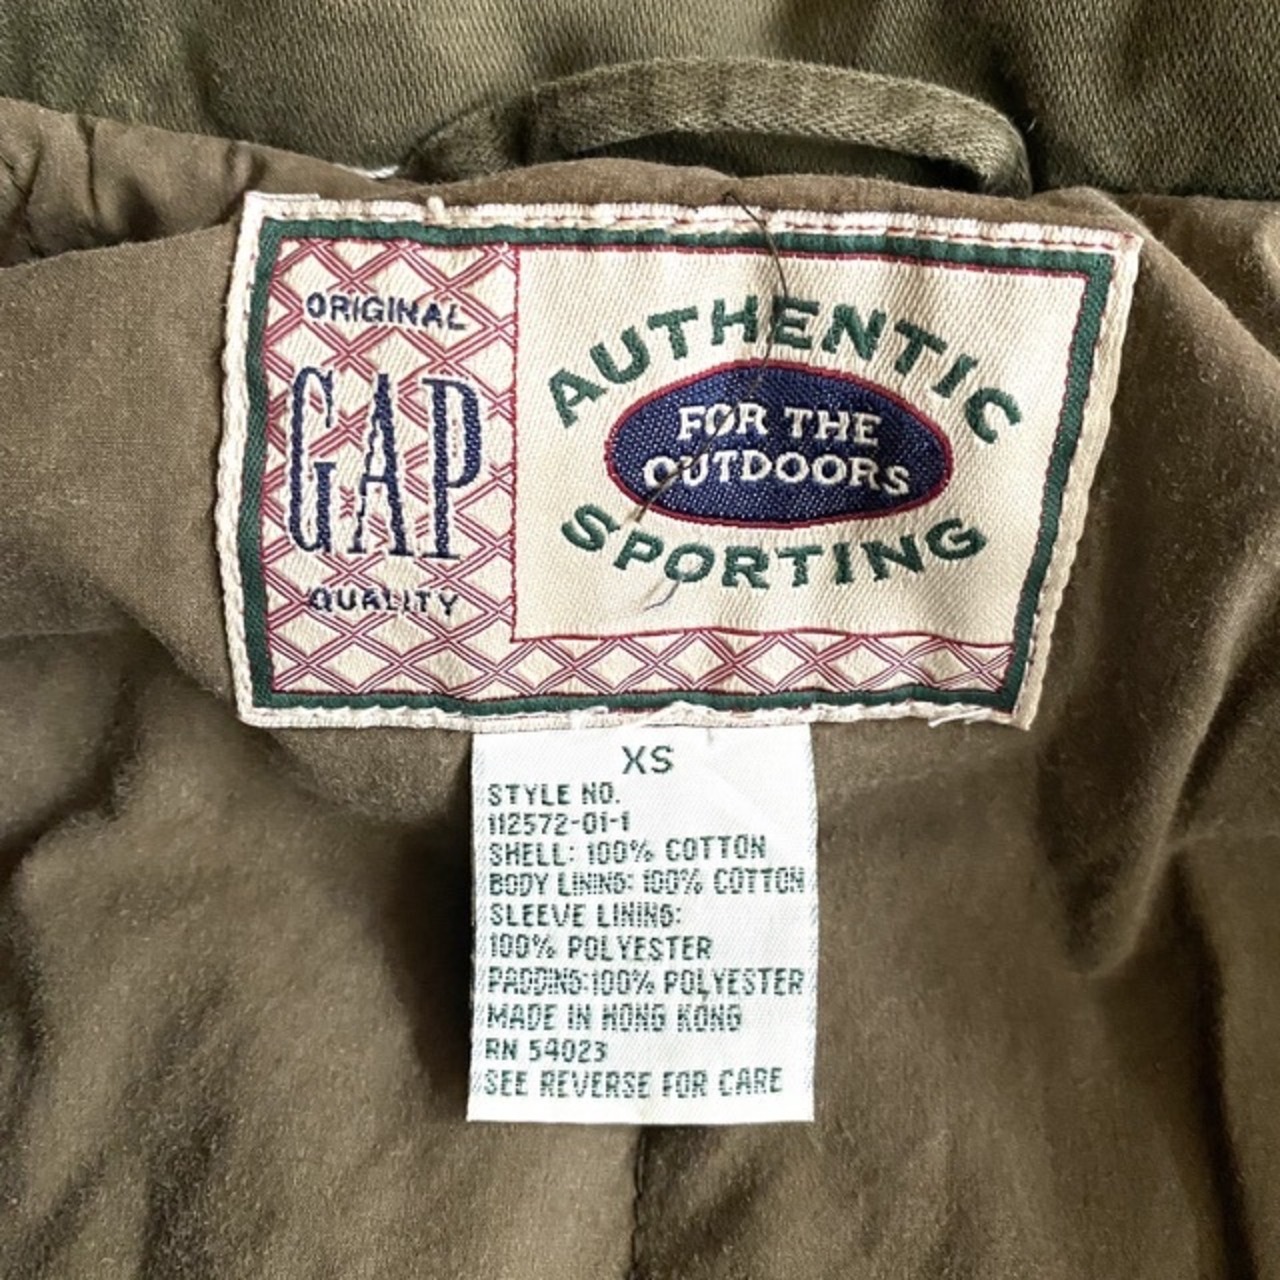 ORIGINAL
GAP
QUALITY
AUTHENTIC
FOR THE
OUTDOORS
SPORTING
XS
STYLE NO.
112572-01-1
SHELL: 100% COTTON
BODY LINING: 100% COTTON
SLEEVE LINING:
100% POLYESTER
PADDING:100% POLYESTER
MADE IN HONG KONG
RN 54023
SEE REVERSE FOR CARE